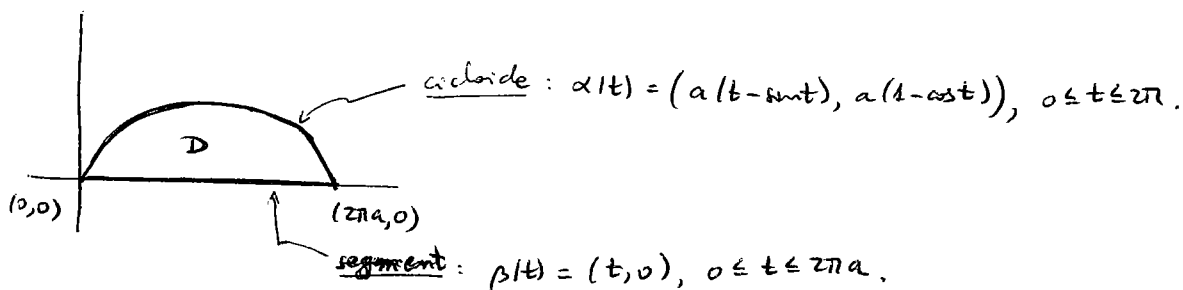 cicloide : α(t) = (a(t-sint), a(1-cost)), 0 ≤ t ≤ 2π.
D
(0,0)
(2πa,0)
segment : β(t) = (t,0), 0 ≤ t ≤ 2πa.